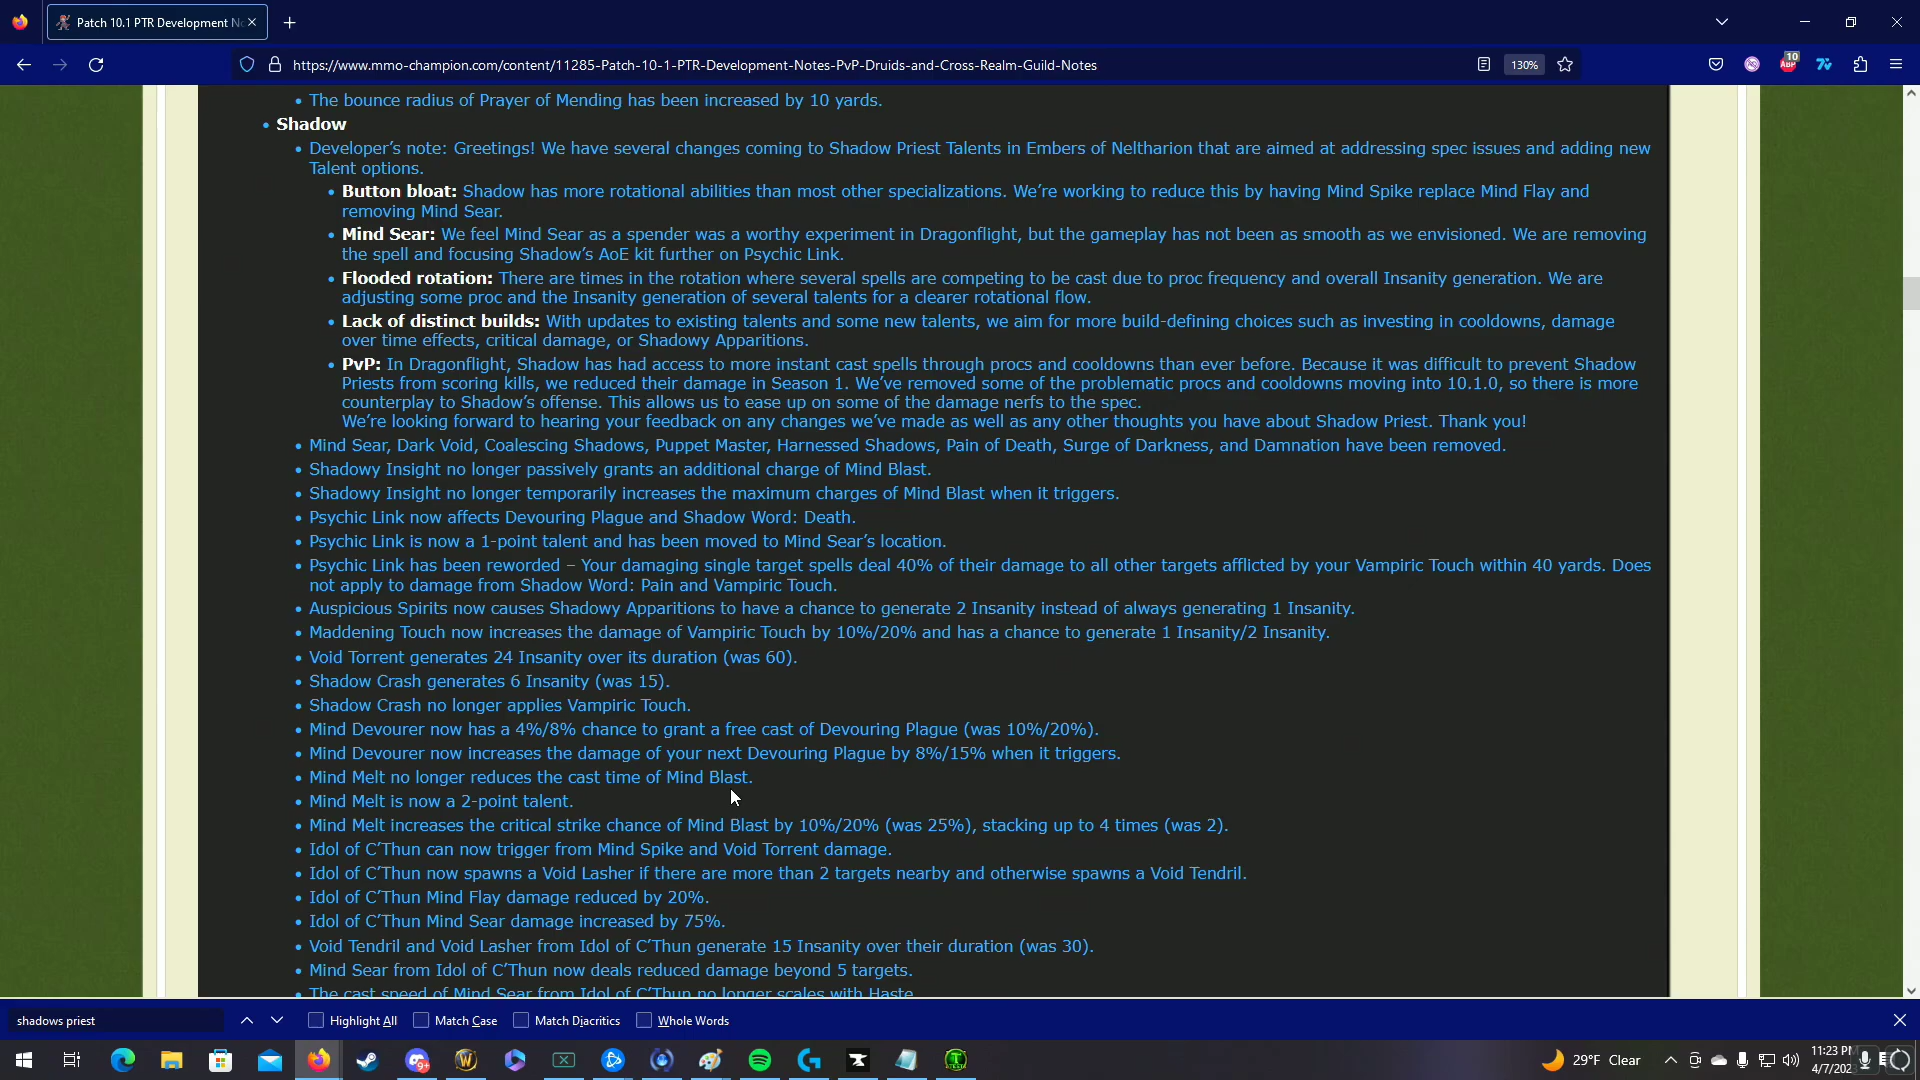 Patch 10.1 PTR Development N
https://www.mmo-champion.com/content/11285-Patch-10-1-PTR-Development-Notes-PvP-Druids-and-Cross-Realm-Guild-Notes
130%
10
ABP
• The bounce radius of Prayer of Mending has been increased by 10 yards.
• Shadow
• Developer’s note: Greetings! We have several changes coming to Shadow Priest Talents in Embers of Neltharion that are aimed at addressing spec issues and adding new
Talent options.
• Button bloat: Shadow has more rotational abilities than most other specializations. We’re working to reduce this by having Mind Spike replace Mind Flay and
removing Mind Sear.
• Mind Sear: We feel Mind Sear as a spender was a worthy experiment in Dragonflight, but the gameplay has not been as smooth as we envisioned. We are removing
the spell and focusing Shadow’s AoE kit further on Psychic Link.
• Flooded rotation: There are times in the rotation where several spells are competing to be cast due to proc frequency and overall Insanity generation. We are
adjusting some proc and the Insanity generation of several talents for a clearer rotational flow.
• Lack of distinct builds: With updates to existing talents and some new talents, we aim for more build-defining choices such as investing in cooldowns, damage
over time effects, critical damage, or Shadowy Apparitions.
• PvP: In Dragonflight, Shadow has had access to more instant cast spells through procs and cooldowns than ever before. Because it was difficult to prevent Shadow
Priests from scoring kills, we reduced their damage in Season 1. We’ve removed some of the problematic procs and cooldowns moving into 10.1.0, so there is more
counterplay to Shadow’s offense. This allows us to ease up on some of the damage nerfs to the spec.
We’re looking forward to hearing your feedback on any changes we’ve made as well as any other thoughts you have about Shadow Priest. Thank you!
• Mind Sear, Dark Void, Coalescing Shadows, Puppet Master, Harnessed Shadows, Pain of Death, Surge of Darkness, and Damnation have been removed.
• Shadowy Insight no longer passively grants an additional charge of Mind Blast.
• Shadowy Insight no longer temporarily increases the maximum charges of Mind Blast when it triggers.
• Psychic Link now affects Devouring Plague and Shadow Word: Death.
• Psychic Link is now a 1-point talent and has been moved to Mind Sear’s location.
• Psychic Link has been reworded – Your damaging single target spells deal 40% of their damage to all other targets afflicted by your Vampiric Touch within 40 yards. Does
not apply to damage from Shadow Word: Pain and Vampiric Touch.
• Auspicious Spirits now causes Shadowy Apparitions to have a chance to generate 2 Insanity instead of always generating 1 Insanity.
• Maddening Touch now increases the damage of Vampiric Touch by 10%/20% and has a chance to generate 1 Insanity/2 Insanity.
• Void Torrent generates 24 Insanity over its duration (was 60).
• Shadow Crash generates 6 Insanity (was 15).
• Shadow Crash no longer applies Vampiric Touch.
• Mind Devourer now has a 4%/8% chance to grant a free cast of Devouring Plague (was 10%/20%).
• Mind Devourer now increases the damage of your next Devouring Plague by 8%/15% when it triggers.
• Mind Melt no longer reduces the cast time of Mind Blast.
• Mind Melt is now a 2-point talent.
• Mind Melt increases the critical strike chance of Mind Blast by 10%/20% (was 25%), stacking up to 4 times (was 2).
• Idol of C’Thun can now trigger from Mind Spike and Void Torrent damage.
• Idol of C’Thun now spawns a Void Lasher if there are more than 2 targets nearby and otherwise spawns a Void Tendril.
• Idol of C’Thun Mind Flay damage reduced by 20%.
• Idol of C’Thun Mind Sear damage increased by 75%.
• Void Tendril and Void Lasher from Idol of C’Thun generate 15 Insanity over their duration (was 30).
• Mind Sear from Idol of C’Thun now deals reduced damage beyond 5 targets.
• The cast speed of Mind Sear from Idol of C’Thun no longer scales with Haste
shadows priest
Highlight All
Match Case
Match Diacritics
Whole Words
9+
29°F Clear
11:23 P
4/7/20